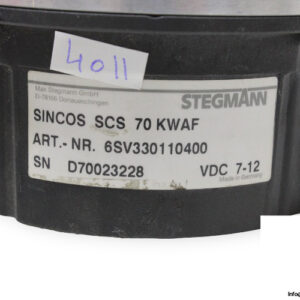 4011
Max Stegmann GmbH
D-78156 Donaueschingen
STEGMANN
SINCOS SCS 70 KWAF
ART.- NR. 6SV330110400
SN D70023228 VDC 7-12
Made in Germany